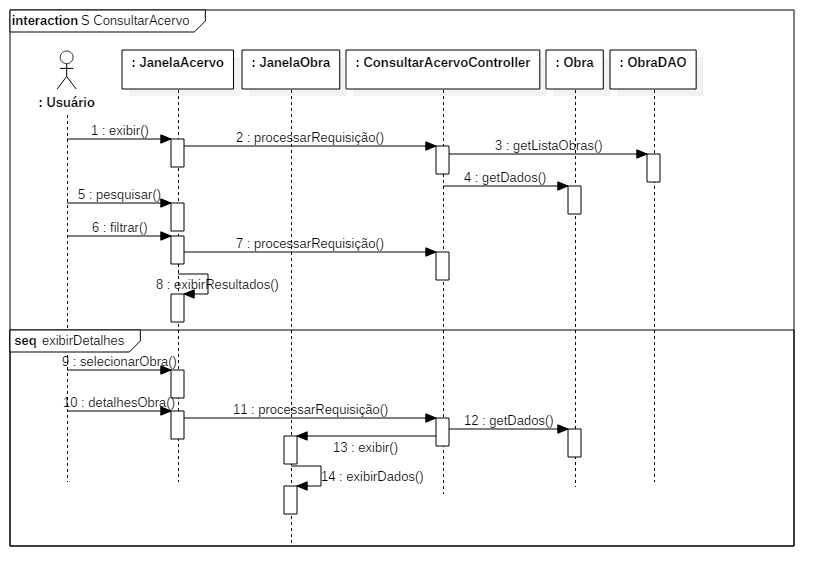 interaction S ConsultarAcervo
: JanelaAcervo
: JanelaObra
: ConsultarAcervoController
: Obra
: ObraDAO
: Usuário
1 : exibir()
2 : processarRequisição()
3 : getListaObras()
4 : getDados()
5 : pesquisar()
6 : filtrar()
7 : processarRequisição()
8 : exibirResultados()
seq exibirDetalhes
9 : selecionarObra()
10 : detalhesObra()
11 : processarRequisição()
12 : getDados()
13 : exibir()
14 : exibirDados()